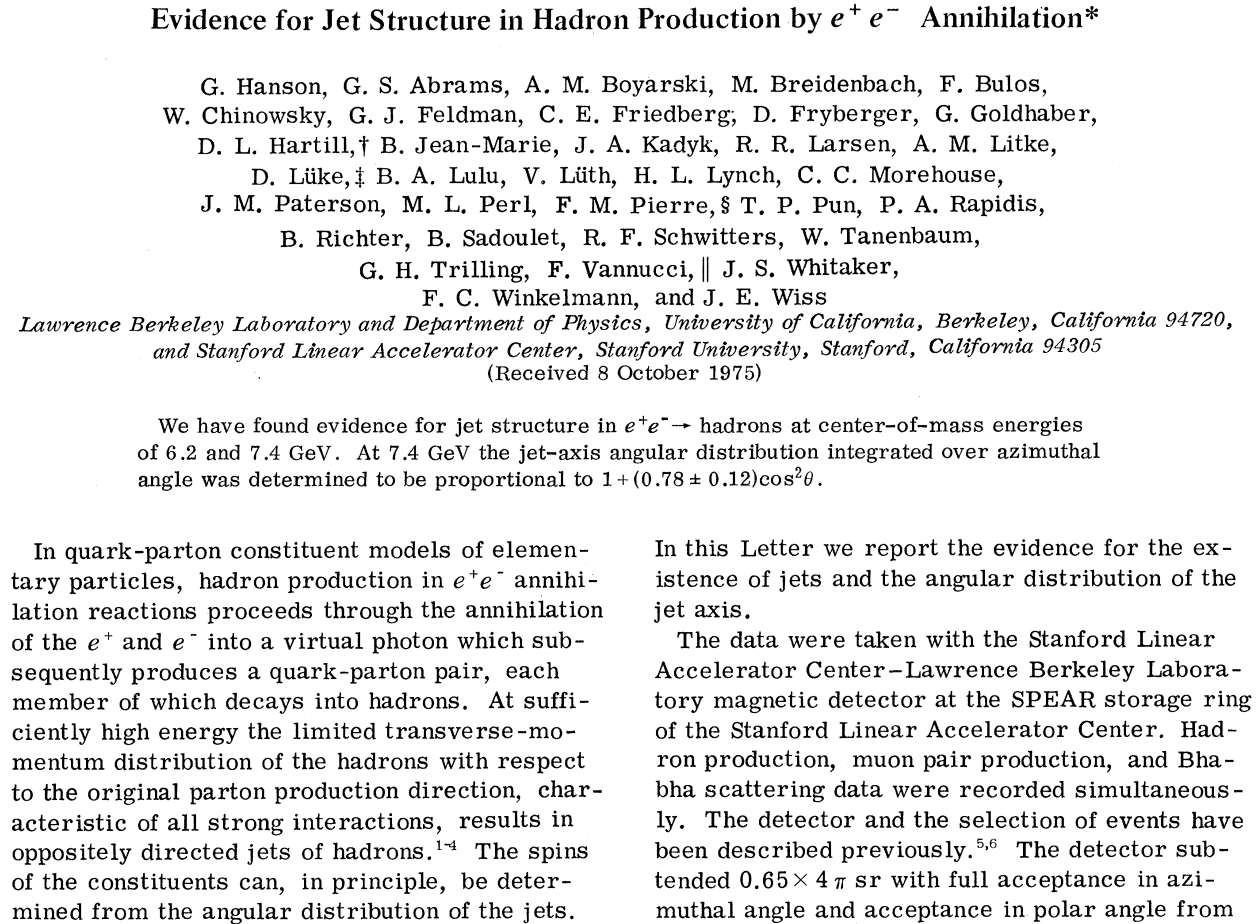 Evidence for Jet Structure in Hadron Production by e⁺ e⁻ Annihilation*
G. Hanson, G. S. Abrams, A. M. Boyarski, M. Breidenbach, F. Bulos,
W. Chinowsky, G. J. Feldman, C. E. Friedberg, D. Fryberger, G. Goldhaber,
D. L. Hartill,† B. Jean-Marie, J. A. Kadyk, R. R. Larsen, A. M. Litke,
D. Lüke,‡ B. A. Lulu, V. Lüth, H. L. Lynch, C. C. Morehouse,
J. M. Paterson, M. L. Perl, F. M. Pierre,§ T. P. Pun, P. A. Rapidis,
B. Richter, B. Sadoulet, R. F. Schwitters, W. Tanenbaum,
G. H. Trilling, F. Vannucci,∥ J. S. Whitaker,
F. C. Winkelmann, and J. E. Wiss
Lawrence Berkeley Laboratory and Department of Physics, University of California, Berkeley, California 94720,
and Stanford Linear Accelerator Center, Stanford University, Stanford, California 94305
(Received 8 October 1975)
We have found evidence for jet structure in e⁺e⁻→ hadrons at center-of-mass energies
of 6.2 and 7.4 GeV. At 7.4 GeV the jet-axis angular distribution integrated over azimuthal
angle was determined to be proportional to 1+(0.78 ± 0.12)cos²θ.
In quark-parton constituent models of elemen-
tary particles, hadron production in e⁺e⁻ annihi-
lation reactions proceeds through the annihilation
of the e⁺ and e⁻ into a virtual photon which sub-
sequently produces a quark-parton pair, each
member of which decays into hadrons. At suffi-
ciently high energy the limited transverse-mo-
mentum distribution of the hadrons with respect
to the original parton production direction, char-
acteristic of all strong interactions, results in
oppositely directed jets of hadrons.¹⁻⁴ The spins
of the constituents can, in principle, be deter-
mined from the angular distribution of the jets.
In this Letter we report the evidence for the ex-
istence of jets and the angular distribution of the
jet axis.
The data were taken with the Stanford Linear
Accelerator Center–Lawrence Berkeley Labora-
tory magnetic detector at the SPEAR storage ring
of the Stanford Linear Accelerator Center. Had-
ron production, muon pair production, and Bha-
bha scattering data were recorded simultaneous-
ly. The detector and the selection of events have
been described previously.⁵,⁶ The detector sub-
tended 0.65× 4 π sr with full acceptance in azi-
muthal angle and acceptance in polar angle from